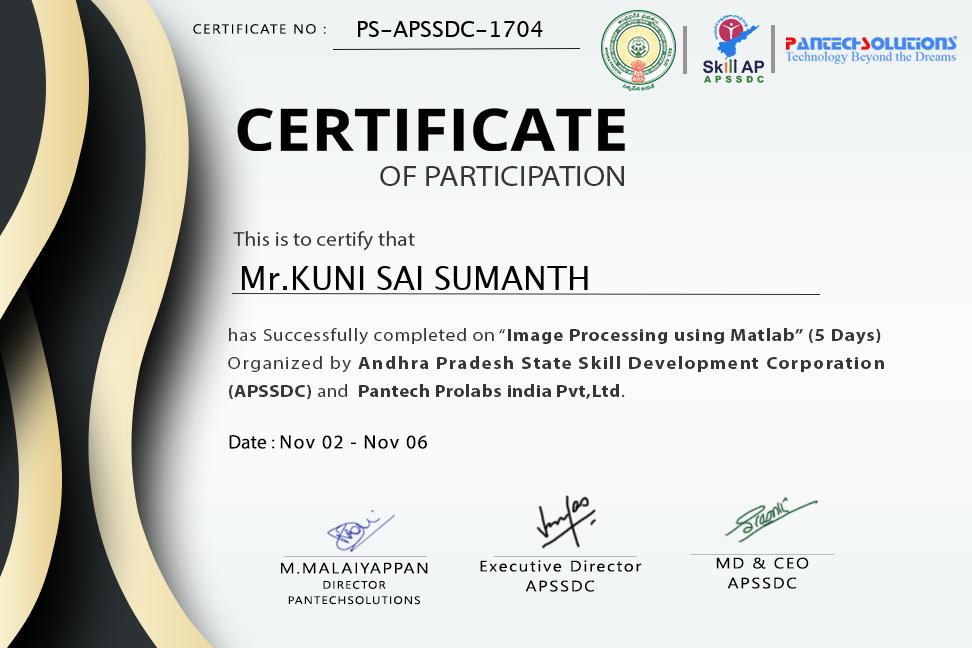 CERTIFICATE NO : PS-APSSDC-1704
Skill AP
APSSDC
PANTECHSOLUTIONS
Technology Beyond the Dreams
CERTIFICATE
OF PARTICIPATION
This is to certify that
Mr.KUNI SAI SUMANTH
has Successfully completed on “Image Processing using Matlab” (5 Days)
Organized by Andhra Pradesh State Skill Development Corporation
(APSSDC) and Pantech Prolabs india Pvt,Ltd.
Date : Nov 02 - Nov 06
M.MALAIYAPPAN
DIRECTOR
PANTECHSOLUTIONS
Executive Director
APSSDC
MD & CEO
APSSDC